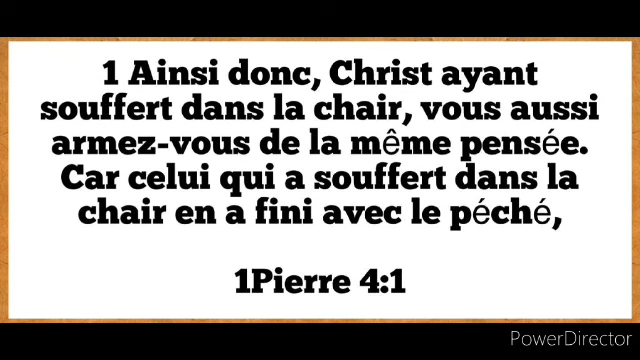 1 Ainsi donc, Christ ayant
souffert dans la chair, vous aussi
armez-vous de la même pensée.
Car celui qui a souffert dans la
chair en a fini avec le péché,
1Pierre 4:1
PowerDirector